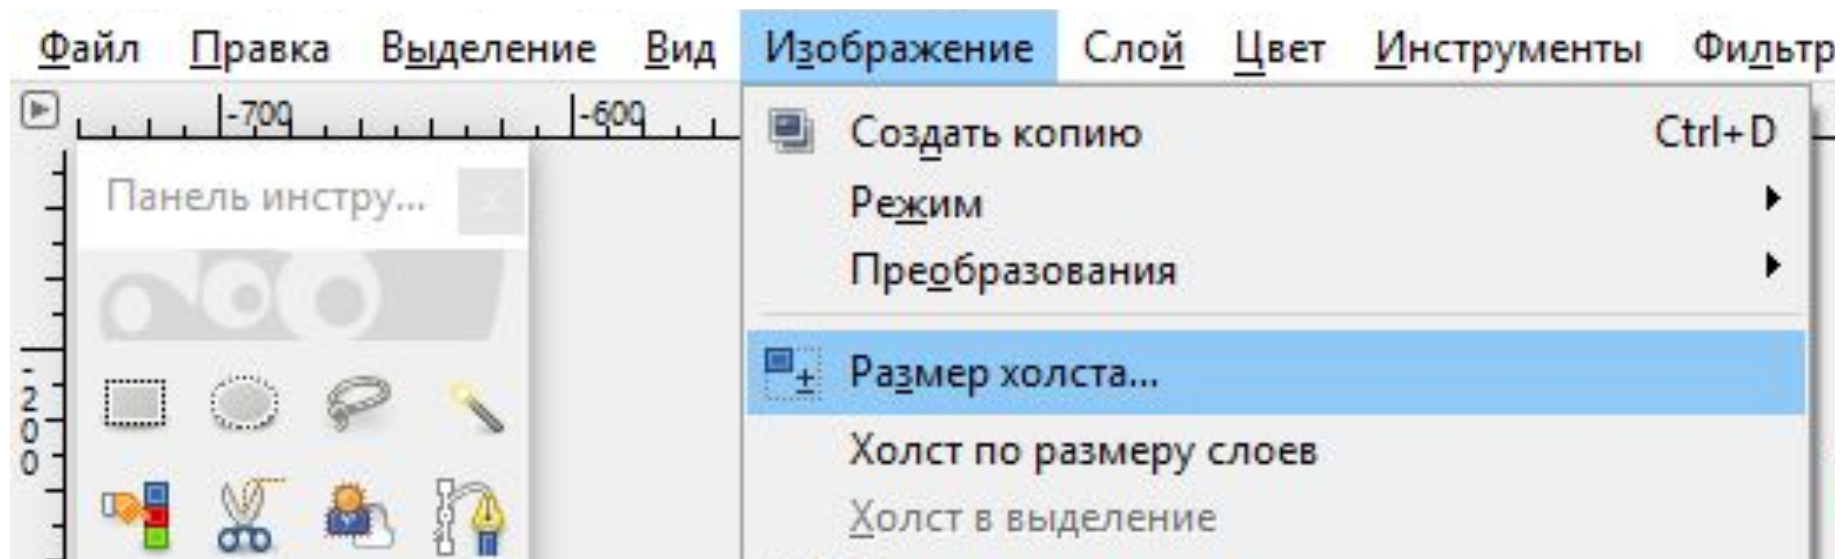 Файл Правка Выделение Вид Изображение Слой Цвет Инструменты Фильтр
-700 -600
Создать копию Ctrl+D
Панель инстру...
Режим
Преобразования
Размер холста...
-200
Холст по размеру слоев
Холст в выделение